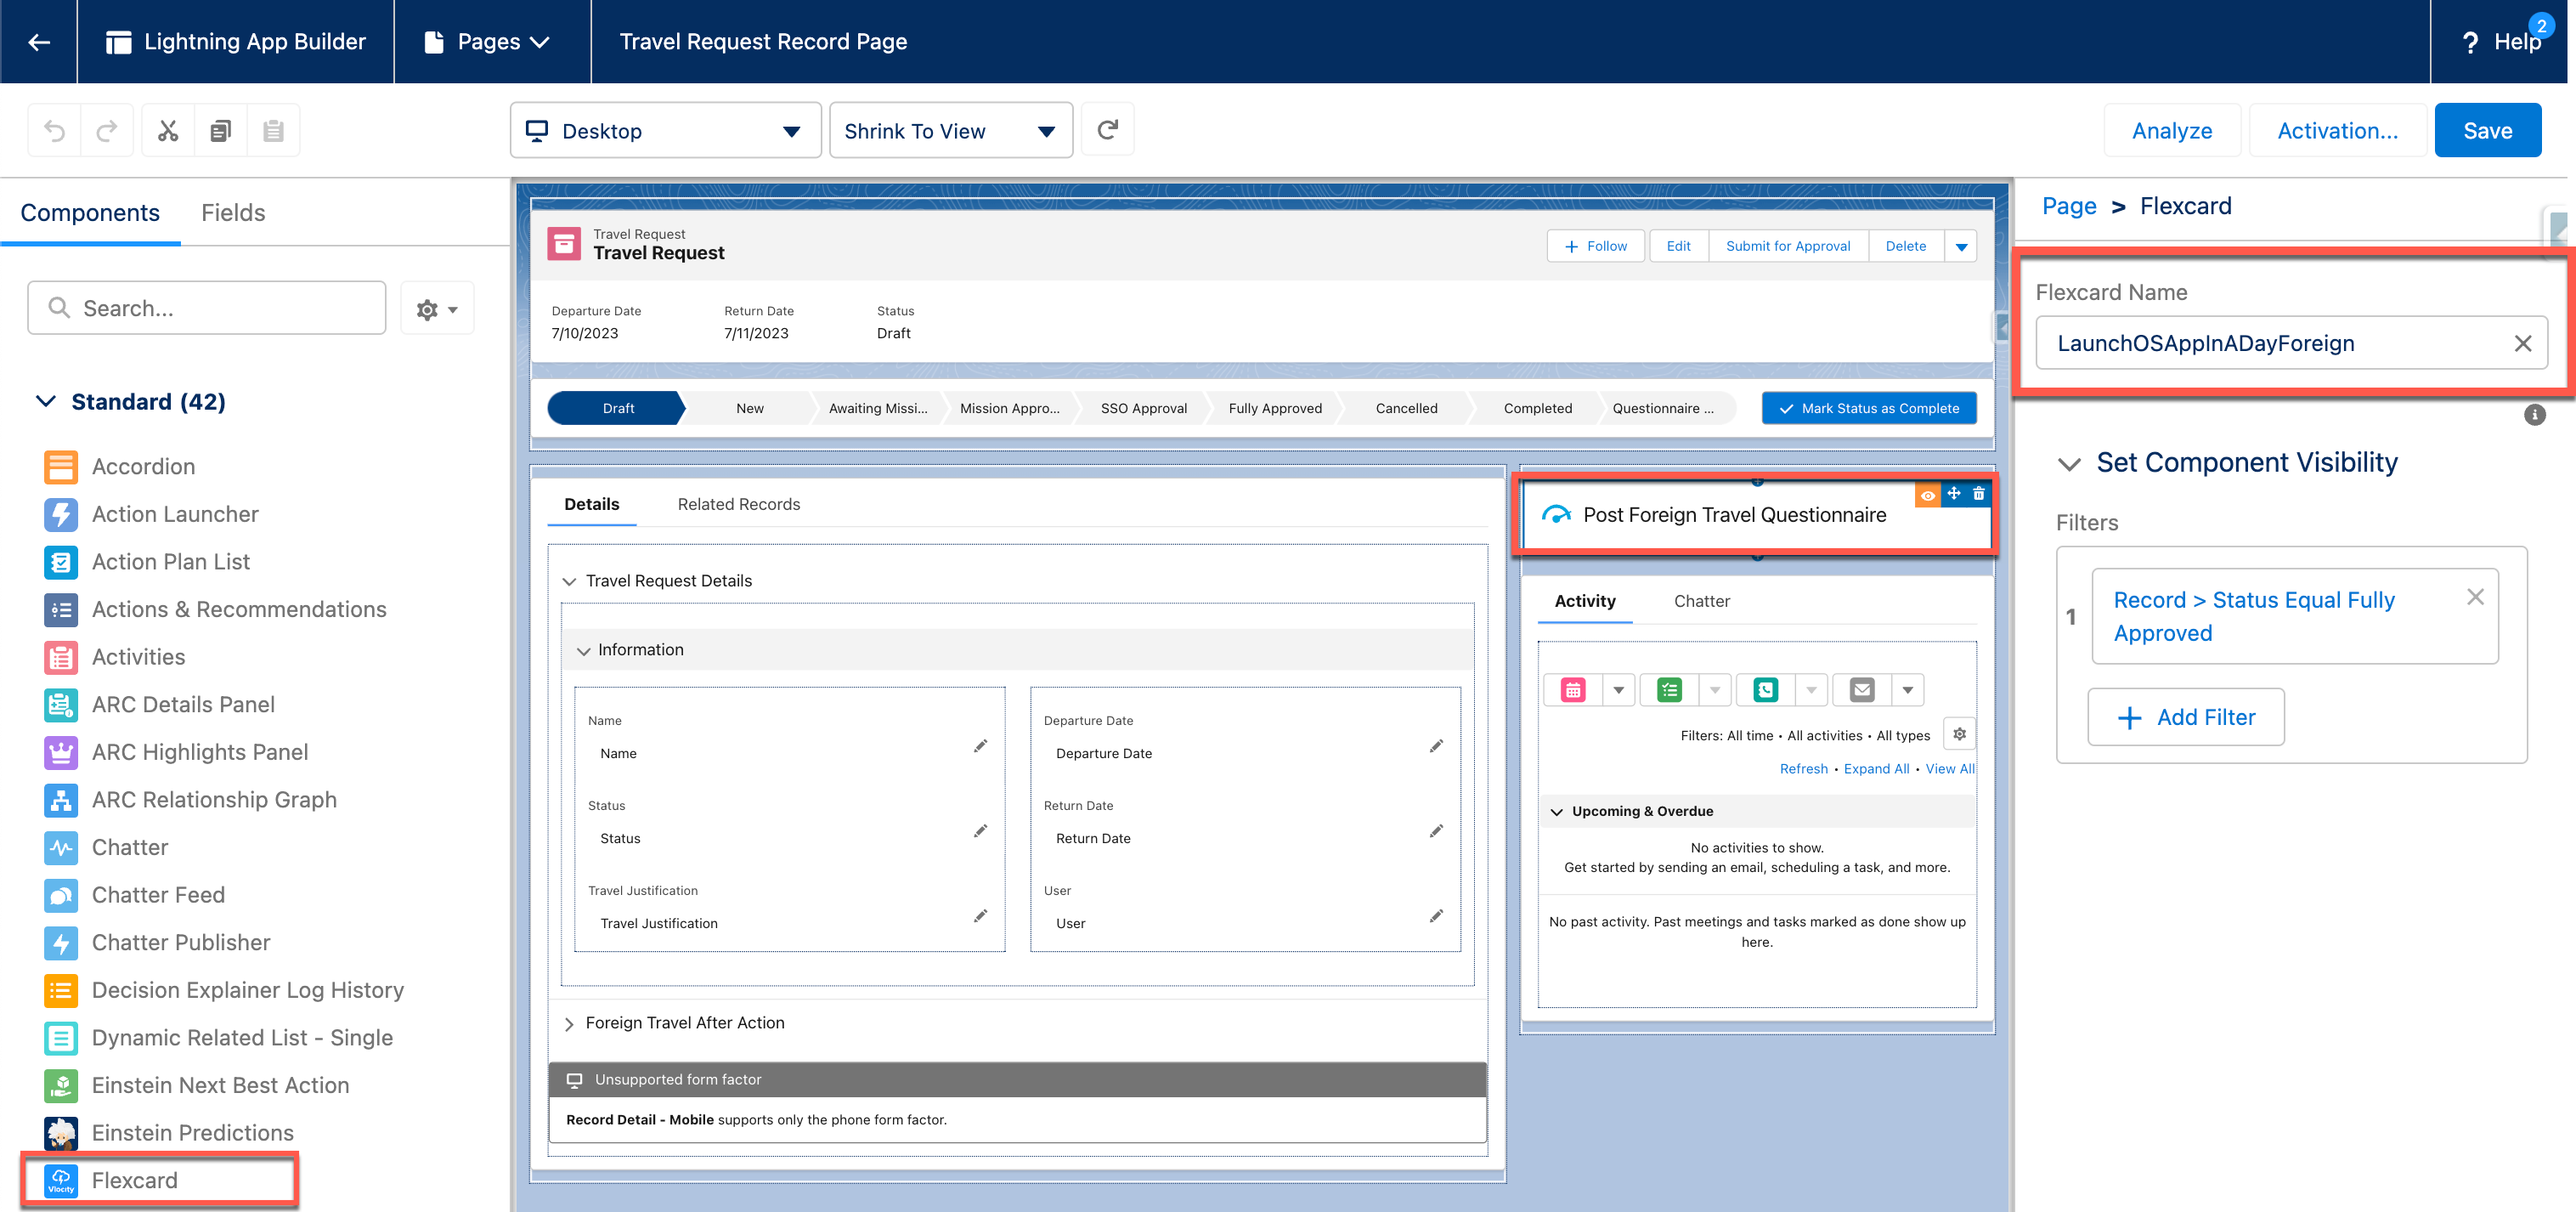 Lightning App Builder
Pages
Travel Request Record Page
? Help
2
Desktop
Shrink To View
Analyze
Activation...
Save
Components
Fields
Search...
Standard (42)
Accordion
Action Launcher
Action Plan List
Actions & Recommendations
Activities
ARC Details Panel
ARC Highlights Panel
ARC Relationship Graph
Chatter
Chatter Feed
Chatter Publisher
Decision Explainer Log History
Dynamic Related List - Single
Einstein Next Best Action
Einstein Predictions
Vlocity
Flexcard
Travel Request
Travel Request
Follow
Edit
Submit for Approval
Delete
Departure Date
7/10/2023
Return Date
7/11/2023
Status
Draft
Draft
New
Awaiting Missi...
Mission Appro...
SSO Approval
Fully Approved
Cancelled
Completed
Questionnaire ...
Mark Status as Complete
Details
Related Records
Travel Request Details
Information
Name
Name
Departure Date
Departure Date
Status
Status
Return Date
Return Date
Travel Justification
Travel Justification
User
User
Foreign Travel After Action
Unsupported form factor
Record Detail - Mobile supports only the phone form factor.
Post Foreign Travel Questionnaire
Activity
Chatter
Filters: All time • All activities • All types
Refresh • Expand All • View All
Upcoming & Overdue
No activities to show.
Get started by sending an email, scheduling a task, and more.
No past activity. Past meetings and tasks marked as done show up
here.
Page > Flexcard
Flexcard Name
LaunchOSAppInADayForeign
Set Component Visibility
Filters
1
Record > Status Equal Fully
Approved
Add Filter